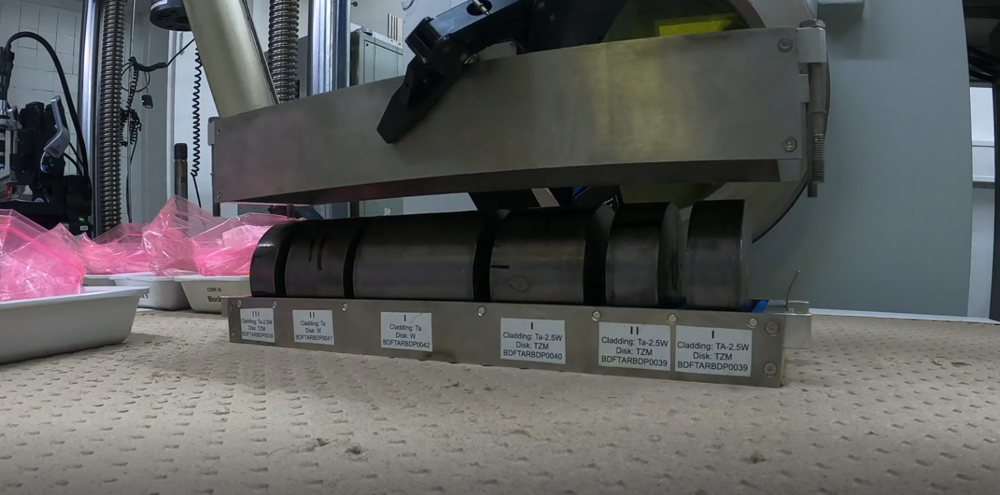 CERN
Block
III
Cladding: Ta-2.5W
Disk: TZM
BDFTARBDP0039
II
Cladding: Ta
Disk: W
BDFTARBDP0041
I
Cladding: Ta
Disk: W
BDFTARBDP0042
I
Cladding: Ta-2.5W
Disk: TZM
BDFTARBDP0040
II
Cladding: Ta-2.5W
Disk: TZM
BDFTARBDP0039
I
Cladding: TA-2.5W
Disk: TZM
BDFTARBDP0039